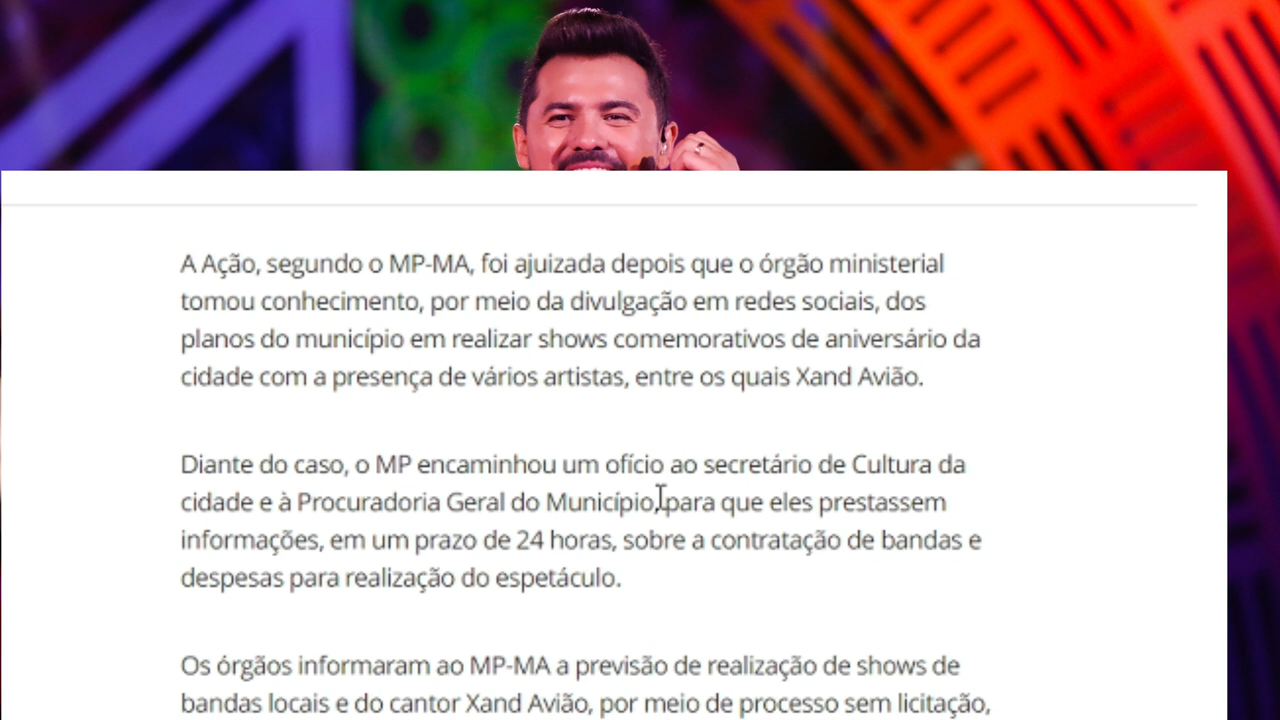 A Ação, segundo o MP-MA, foi ajuizada depois que o órgão ministerial
tomou conhecimento, por meio da divulgação em redes sociais, dos
planos do município em realizar shows comemorativos de aniversário da
cidade com a presença de vários artistas, entre os quais Xand Avião.
Diante do caso, o MP encaminhou um ofício ao secretário de Cultura da
cidade e à Procuradoria Geral do Município, para que eles prestassem
informações, em um prazo de 24 horas, sobre a contratação de bandas e
despesas para realização do espetáculo.
Os órgãos informaram ao MP-MA a previsão de realização de shows de
bandas locais e do cantor Xand Avião, por meio de processo sem licitação,